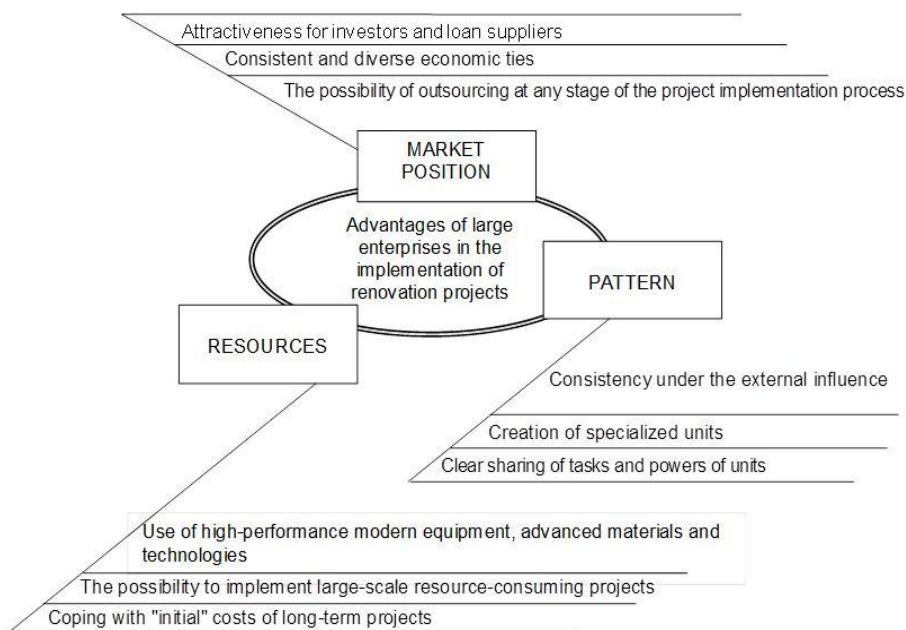 Attractiveness for investors and loan suppliers
Consistent and diverse economic ties
The possibility of outsourcing at any stage of the project implementation process
MARKET
POSITION
Advantages of large
enterprises in the
implementation of
renovation projects
PATTERN
RESOURCES
Consistency under the external influence
Creation of specialized units
Clear sharing of tasks and powers of units
Use of high-performance modern equipment, advanced materials and
technologies
The possibility to implement large-scale resource-consuming projects
Coping with "initial" costs of long-term projects